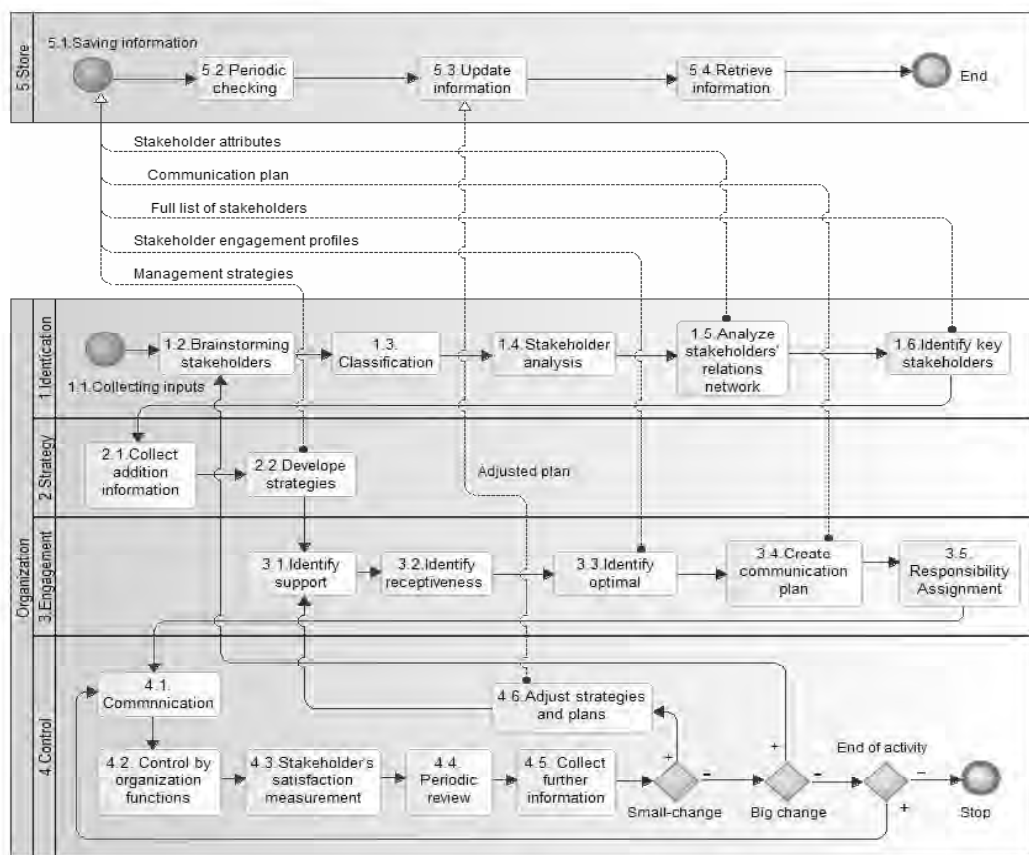 5.Store
5.1.Saving information
5.2.Periodic
checking
5.3.Update
information
5.4.Retrieve
information
End
Stakeholder attributes
Communication plan
Full list of stakeholders
Stakeholder engagement profiles
Management strategies
Organization
1.Identification
1.1.Collecting inputs
1.2.Brainstorming
stakeholders
1.3.
Classification
1.4.Stakeholder
analysis
1.5.Analyze
stakeholders'
relations
network
1.6.Identify key
stakeholders
2.Strategy
2.1.Collect
addition
information
2.2.Develope
strategies
Adjusted plan
3.Engagement
3.1.Identify
support
3.2.Identify
receptiveness
3.3.Identify
optimal
3.4.Create
communication
plan
3.5.
Responsibility
Assignment
4.Control
4.1.
Commnnication
4.2. Control by
organization
functions
4.3.Stakeholder's
satisfaction
measurement
4.4.
Periodic
review
4.5. Collect
further
information
4.6.Adjust strategies
and plans
+
-
Small-change
+
-
Big change
End of activity
-
+
Stop